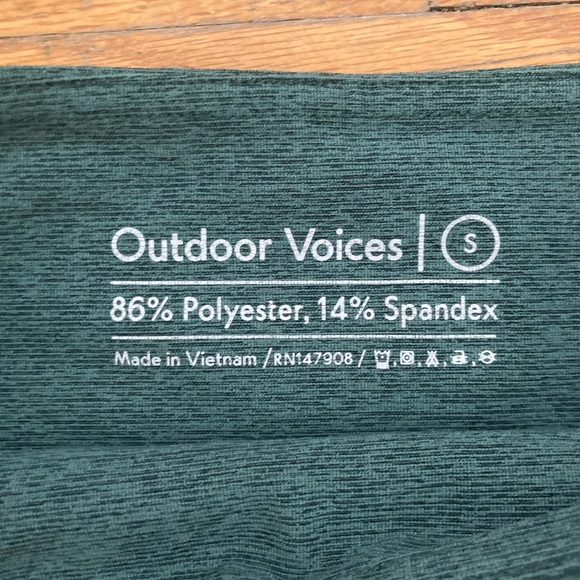 Outdoor Voices | S
86% Polyester, 14% Spandex
Made in Vietnam / RN147908 /